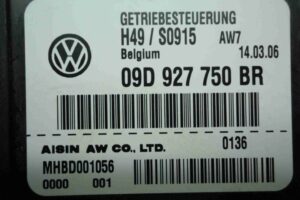 GETRIEBESTEUERUNG
H49 / S0915 AW7
Belgium 14.03.06
09D 927 750 BR
AISIN AW CO., LTD. 0136
MHBD001056
0000 001